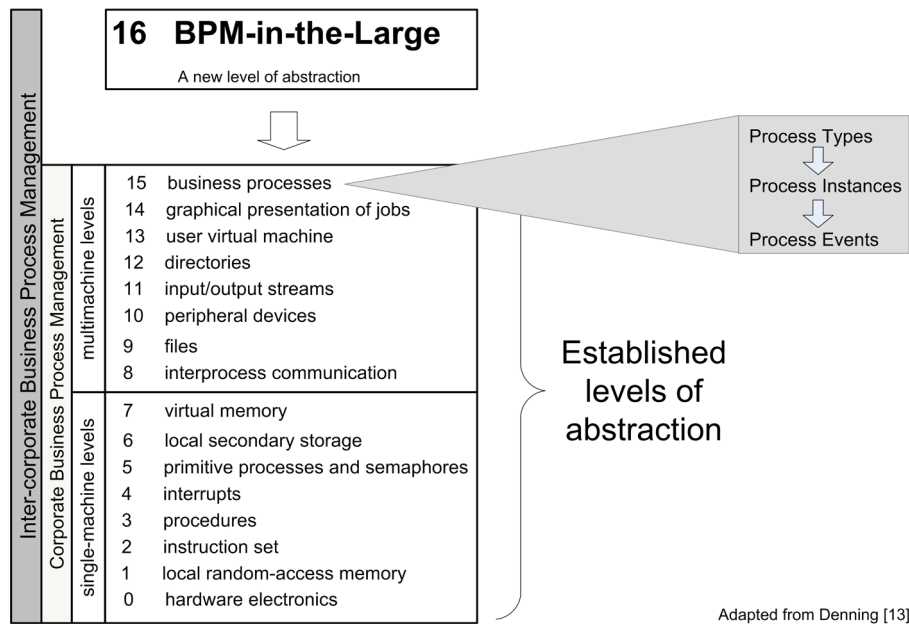 16 BPM-in-the-Large
A new level of abstraction
Inter-corporate Business Process Management
Corporate Business Process Management
multimachine levels
15 business processes
14 graphical presentation of jobs
13 user virtual machine
12 directories
11 input/output streams
10 peripheral devices
9 files
8 interprocess communication
single-machine levels
7 virtual memory
6 local secondary storage
5 primitive processes and semaphores
4 interrupts
3 procedures
2 instruction set
1 local random-access memory
0 hardware electronics
Process Types
Process Instances
Process Events
Established
levels of
abstraction
Adapted from Denning [13]